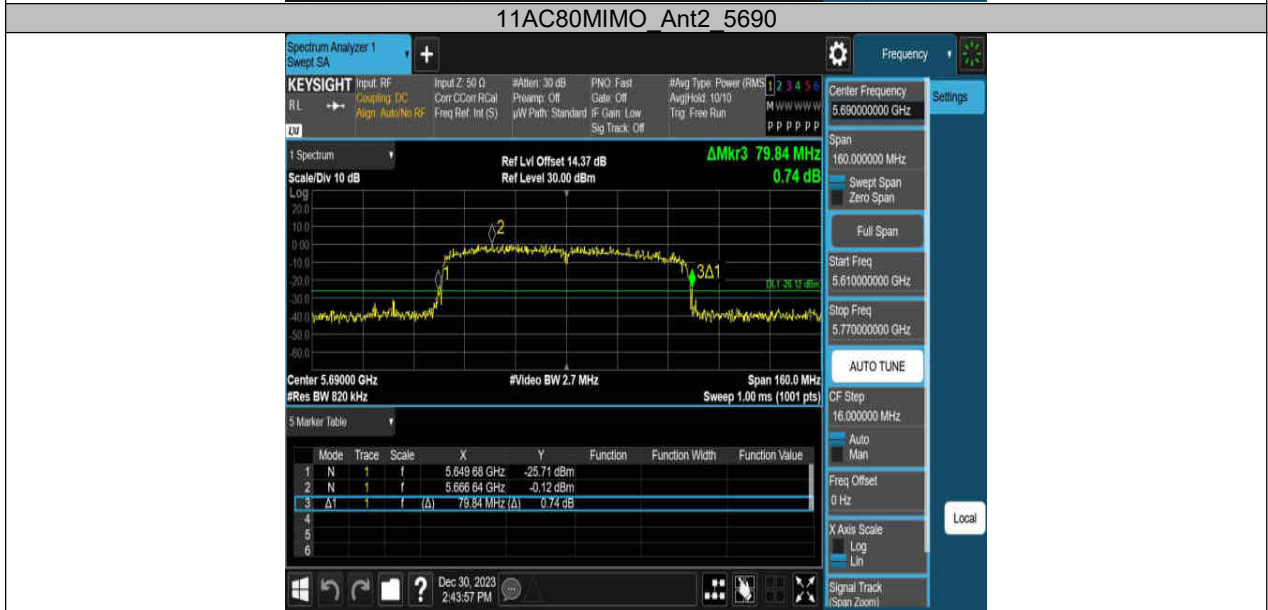 11AC80MIMO_Ant2_5690
Spectrum Analyzer 1
Swept SA
+
Frequency
KEYSIGHT
RL
LXI
Input: RF
Coupling: DC
Align: Auto/No RF
Input Z: 50 Ω
Corr CCorr RCal
Freq Ref: Int (S)
#Atten: 30 dB
Preamp: Off
µW Path: Standard
PNO: Fast
Gate: Off
IF Gain: Low
Sig Track: Off
#Avg Type: Power (RMS
Avg|Hold: 10/10
Trig: Free Run
1 2 3 4 5 6
M W W W W W
P P P P P P
Center Frequency
5.690000000 GHz
Settings
Span
160.000000 MHz
Swept Span
Zero Span
Full Span
Start Freq
5.610000000 GHz
Stop Freq
5.770000000 GHz
AUTO TUNE
CF Step
16.000000 MHz
Auto
Man
Freq Offset
0 Hz
X Axis Scale
Log
Lin
Signal Track
(Span Zoom)
Local
1 Spectrum
Scale/Div 10 dB
Ref Lvl Offset 14.37 dB
Ref Level 30.00 dBm
ΔMkr3 79.84 MHz
0.74 dB
Log
20.0
10.0
0.00
-10.0
-20.0
-30.0
-40.0
-50.0
-60.0
2
1
3Δ1
DL1 -26.12 dBm
Center 5.69000 GHz
#Video BW 2.7 MHz
Span 160.0 MHz
#Res BW 820 kHz
Sweep 1.00 ms (1001 pts)
5 Marker Table
Mode Trace Scale X Y Function Function Width Function Value
1 N 1 f 5.649 68 GHz -25.71 dBm
2 N 1 f 5.666 64 GHz -0.12 dBm
3 Δ1 1 f (Δ) 79.84 MHz (Δ) 0.74 dB
4
5
6
?
Dec 30, 2023
2:43:57 PM